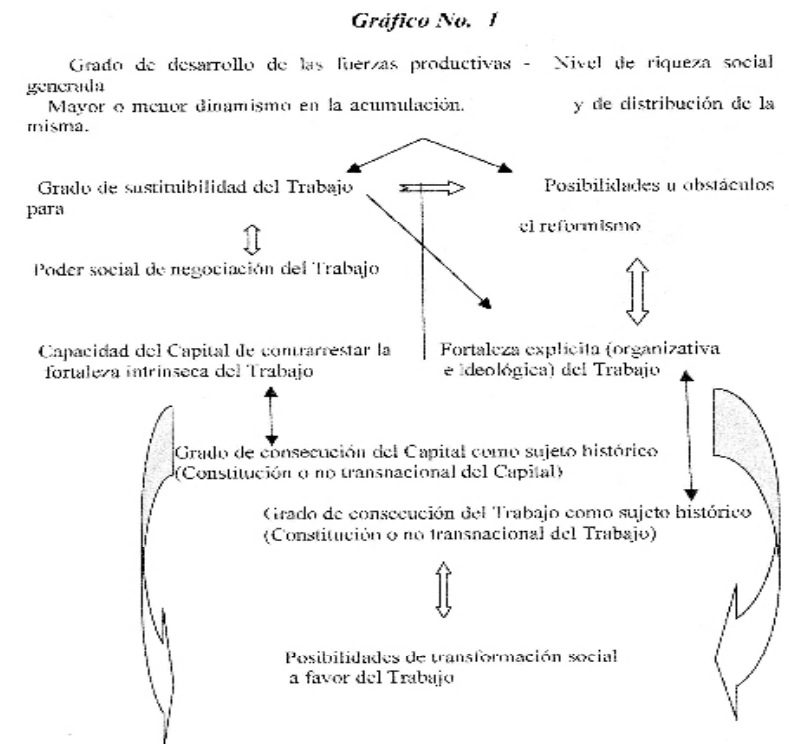 Gráfico No. 1
Grado de desarrollo de las fuerzas productivas - Nivel de riqueza social
generada
Mayor o menor dinamismo en la acumulación. y de distribución de la
misma.
Grado de sustituibilidad del Trabajo Posibilidades u obstáculos
para
el reformismo
Poder social de negociación del Trabajo
Capacidad del Capital de contrarrestar la
fortaleza intrínseca del Trabajo
Fortaleza explícita (organizativa
e ideológica) del Trabajo
Grado de consecución del Capital como sujeto histórico
(Constitución o no transnacional del Capital)
Grado de consecución del Trabajo como sujeto histórico
(Constitución o no transnacional del Trabajo)
Posibilidades de transformación social
a favor del Trabajo